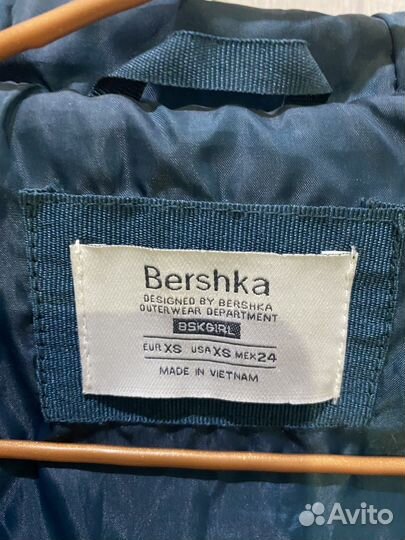 Bershka
DESIGNED BY BERSHKA
OUTERWEAR DEPARTMENT
BSKGIRL
EUR XS USA XS MEX 24
MADE IN VIETNAM
Avito